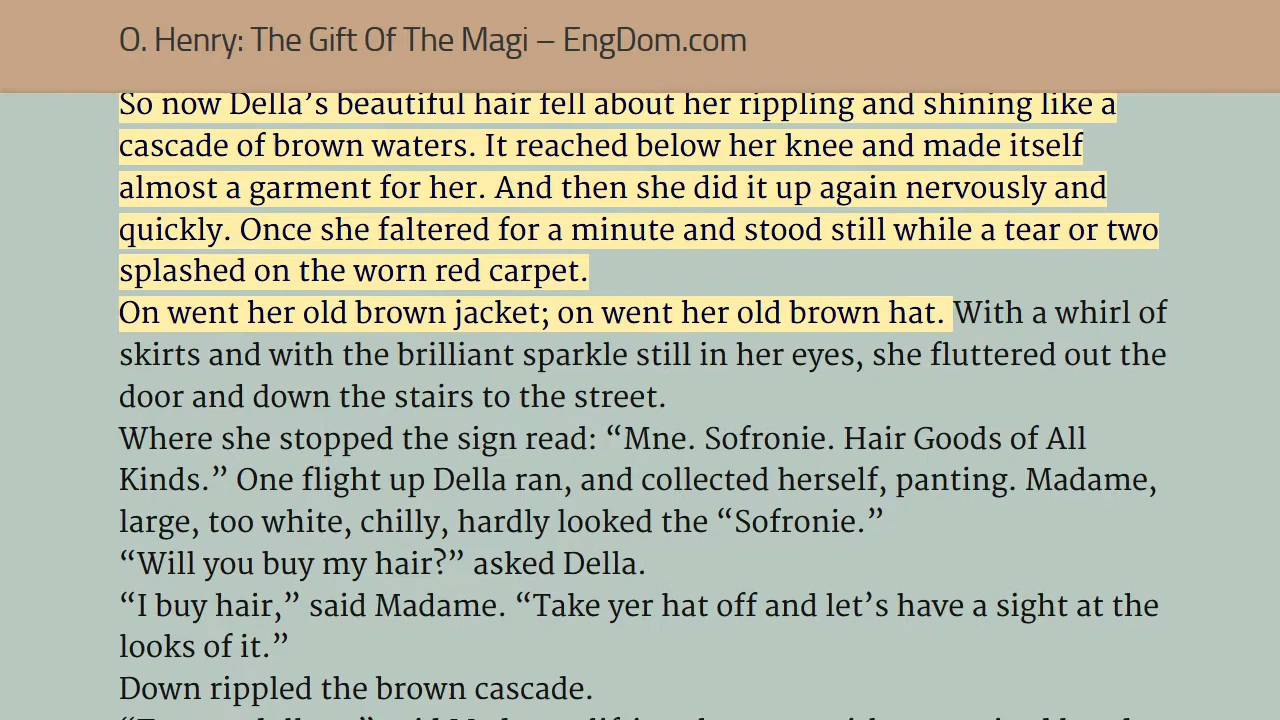 O. Henry: The Gift Of The Magi – EngDom.com
So now Della’s beautiful hair fell about her rippling and shining like a
cascade of brown waters. It reached below her knee and made itself
almost a garment for her. And then she did it up again nervously and
quickly. Once she faltered for a minute and stood still while a tear or two
splashed on the worn red carpet.
On went her old brown jacket; on went her old brown hat. With a whirl of
skirts and with the brilliant sparkle still in her eyes, she fluttered out the
door and down the stairs to the street.
Where she stopped the sign read: “Mne. Sofronie. Hair Goods of All
Kinds.” One flight up Della ran, and collected herself, panting. Madame,
large, too white, chilly, hardly looked the “Sofronie.”
“Will you buy my hair?” asked Della.
“I buy hair,” said Madame. “Take yer hat off and let’s have a sight at the
looks of it.”
Down rippled the brown cascade.